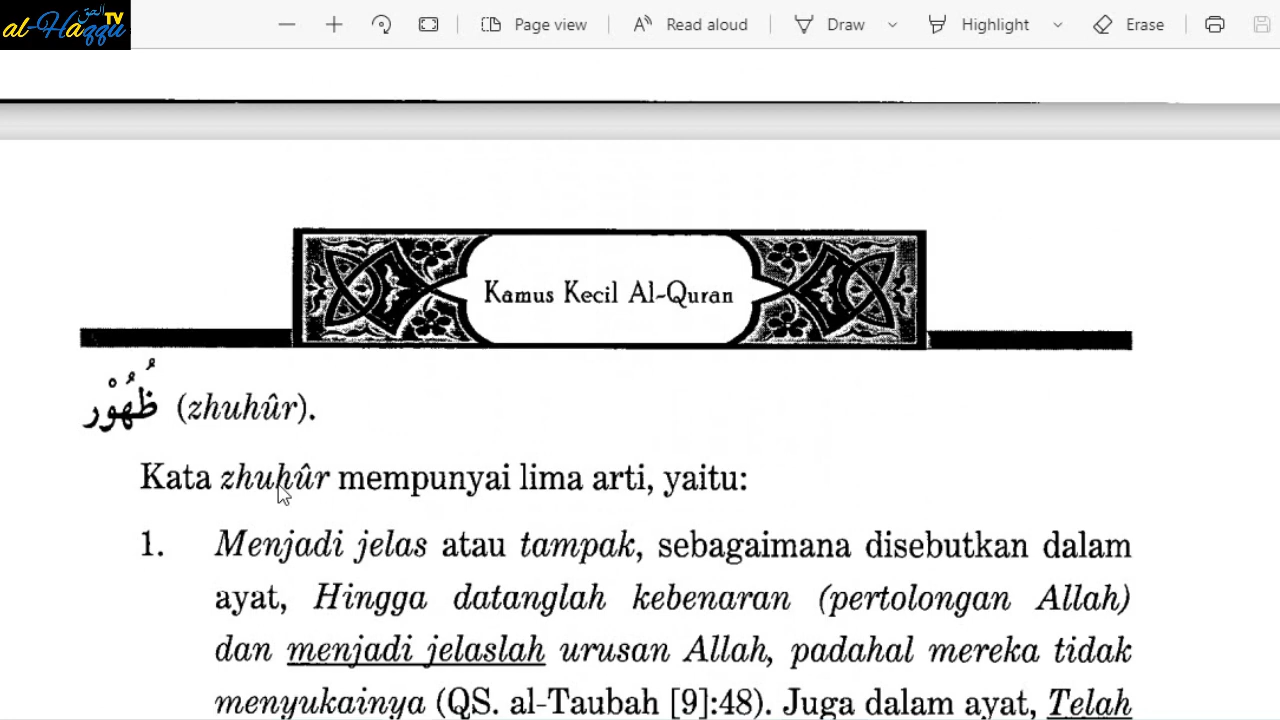 الحق TV
al-Haqqu
Page view
Read aloud
Draw
Highlight
Erase
Kamus Kecil Al-Quran
ظُهُوْر (zhuhûr).
Kata zhuhûr mempunyai lima arti, yaitu:
1. Menjadi jelas atau tampak, sebagaimana disebutkan dalam
ayat, Hingga datanglah kebenaran (pertolongan Allah)
dan menjadi jelaslah urusan Allah, padahal mereka tidak
menyukainya (QS. al-Taubah [9]:48). Juga dalam ayat, Telah